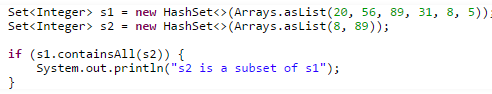 Set<Integer> s1 = new HashSet<>(Arrays.asList(20, 56, 89, 31, 8, 5));
Set<Integer> s2 = new HashSet<>(Arrays.asList(8, 89));
if (s1.containsAll(s2)) {
    System.out.println("s2 is a subset of s1");
}